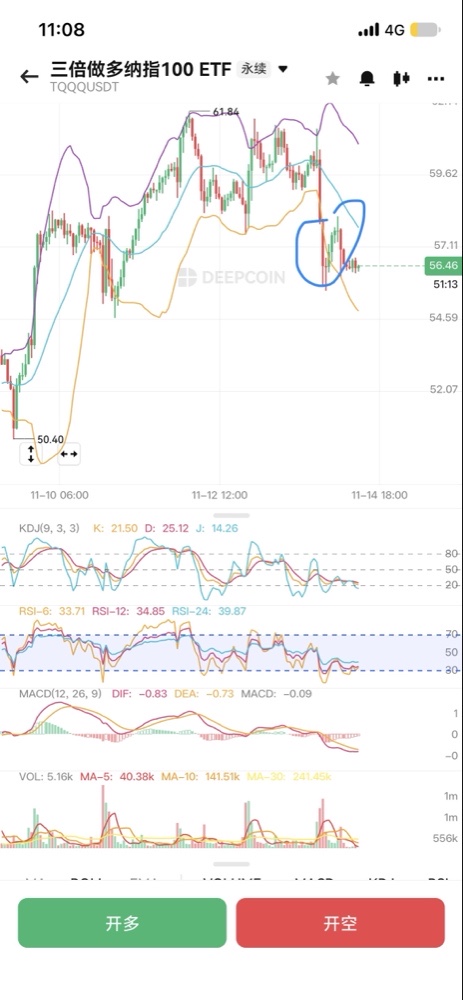 11:08
4G
三倍做多纳指100 ETF 永续
TQQQUSDT
61.84
59.62
57.11
56.46
51:13
DEEPCOIN
54.59
52.07
50.40
11-10 06:00 11-12 12:00 11-14 18:00
KDJ(9, 3, 3) K: 21.50 D: 25.12 J: 14.26
80
50
20
RSI-6: 33.71 RSI-12: 34.85 RSI-24: 39.87
70
50
30
MACD(12, 26, 9) DIF: −0.83 DEA: −0.73 MACD: −0.09
1
0
−0
VOL: 5.16k MA-5: 40.38k MA-10: 141.51k MA-30: 241.45k
1m
1m
556k
开多 开空